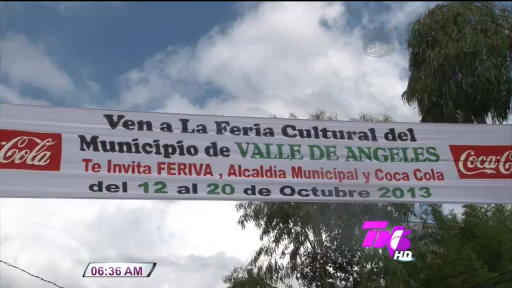 Ven a La Feria Cultural del
Municipio de VALLE DE ANGELES
Te Invita FERIVA , Alcaldía Municipal y Coca Cola
del 12 al 20 de Octubre 2013
Coca-Cola
Coca-C
TN6
HD
06:36 AM